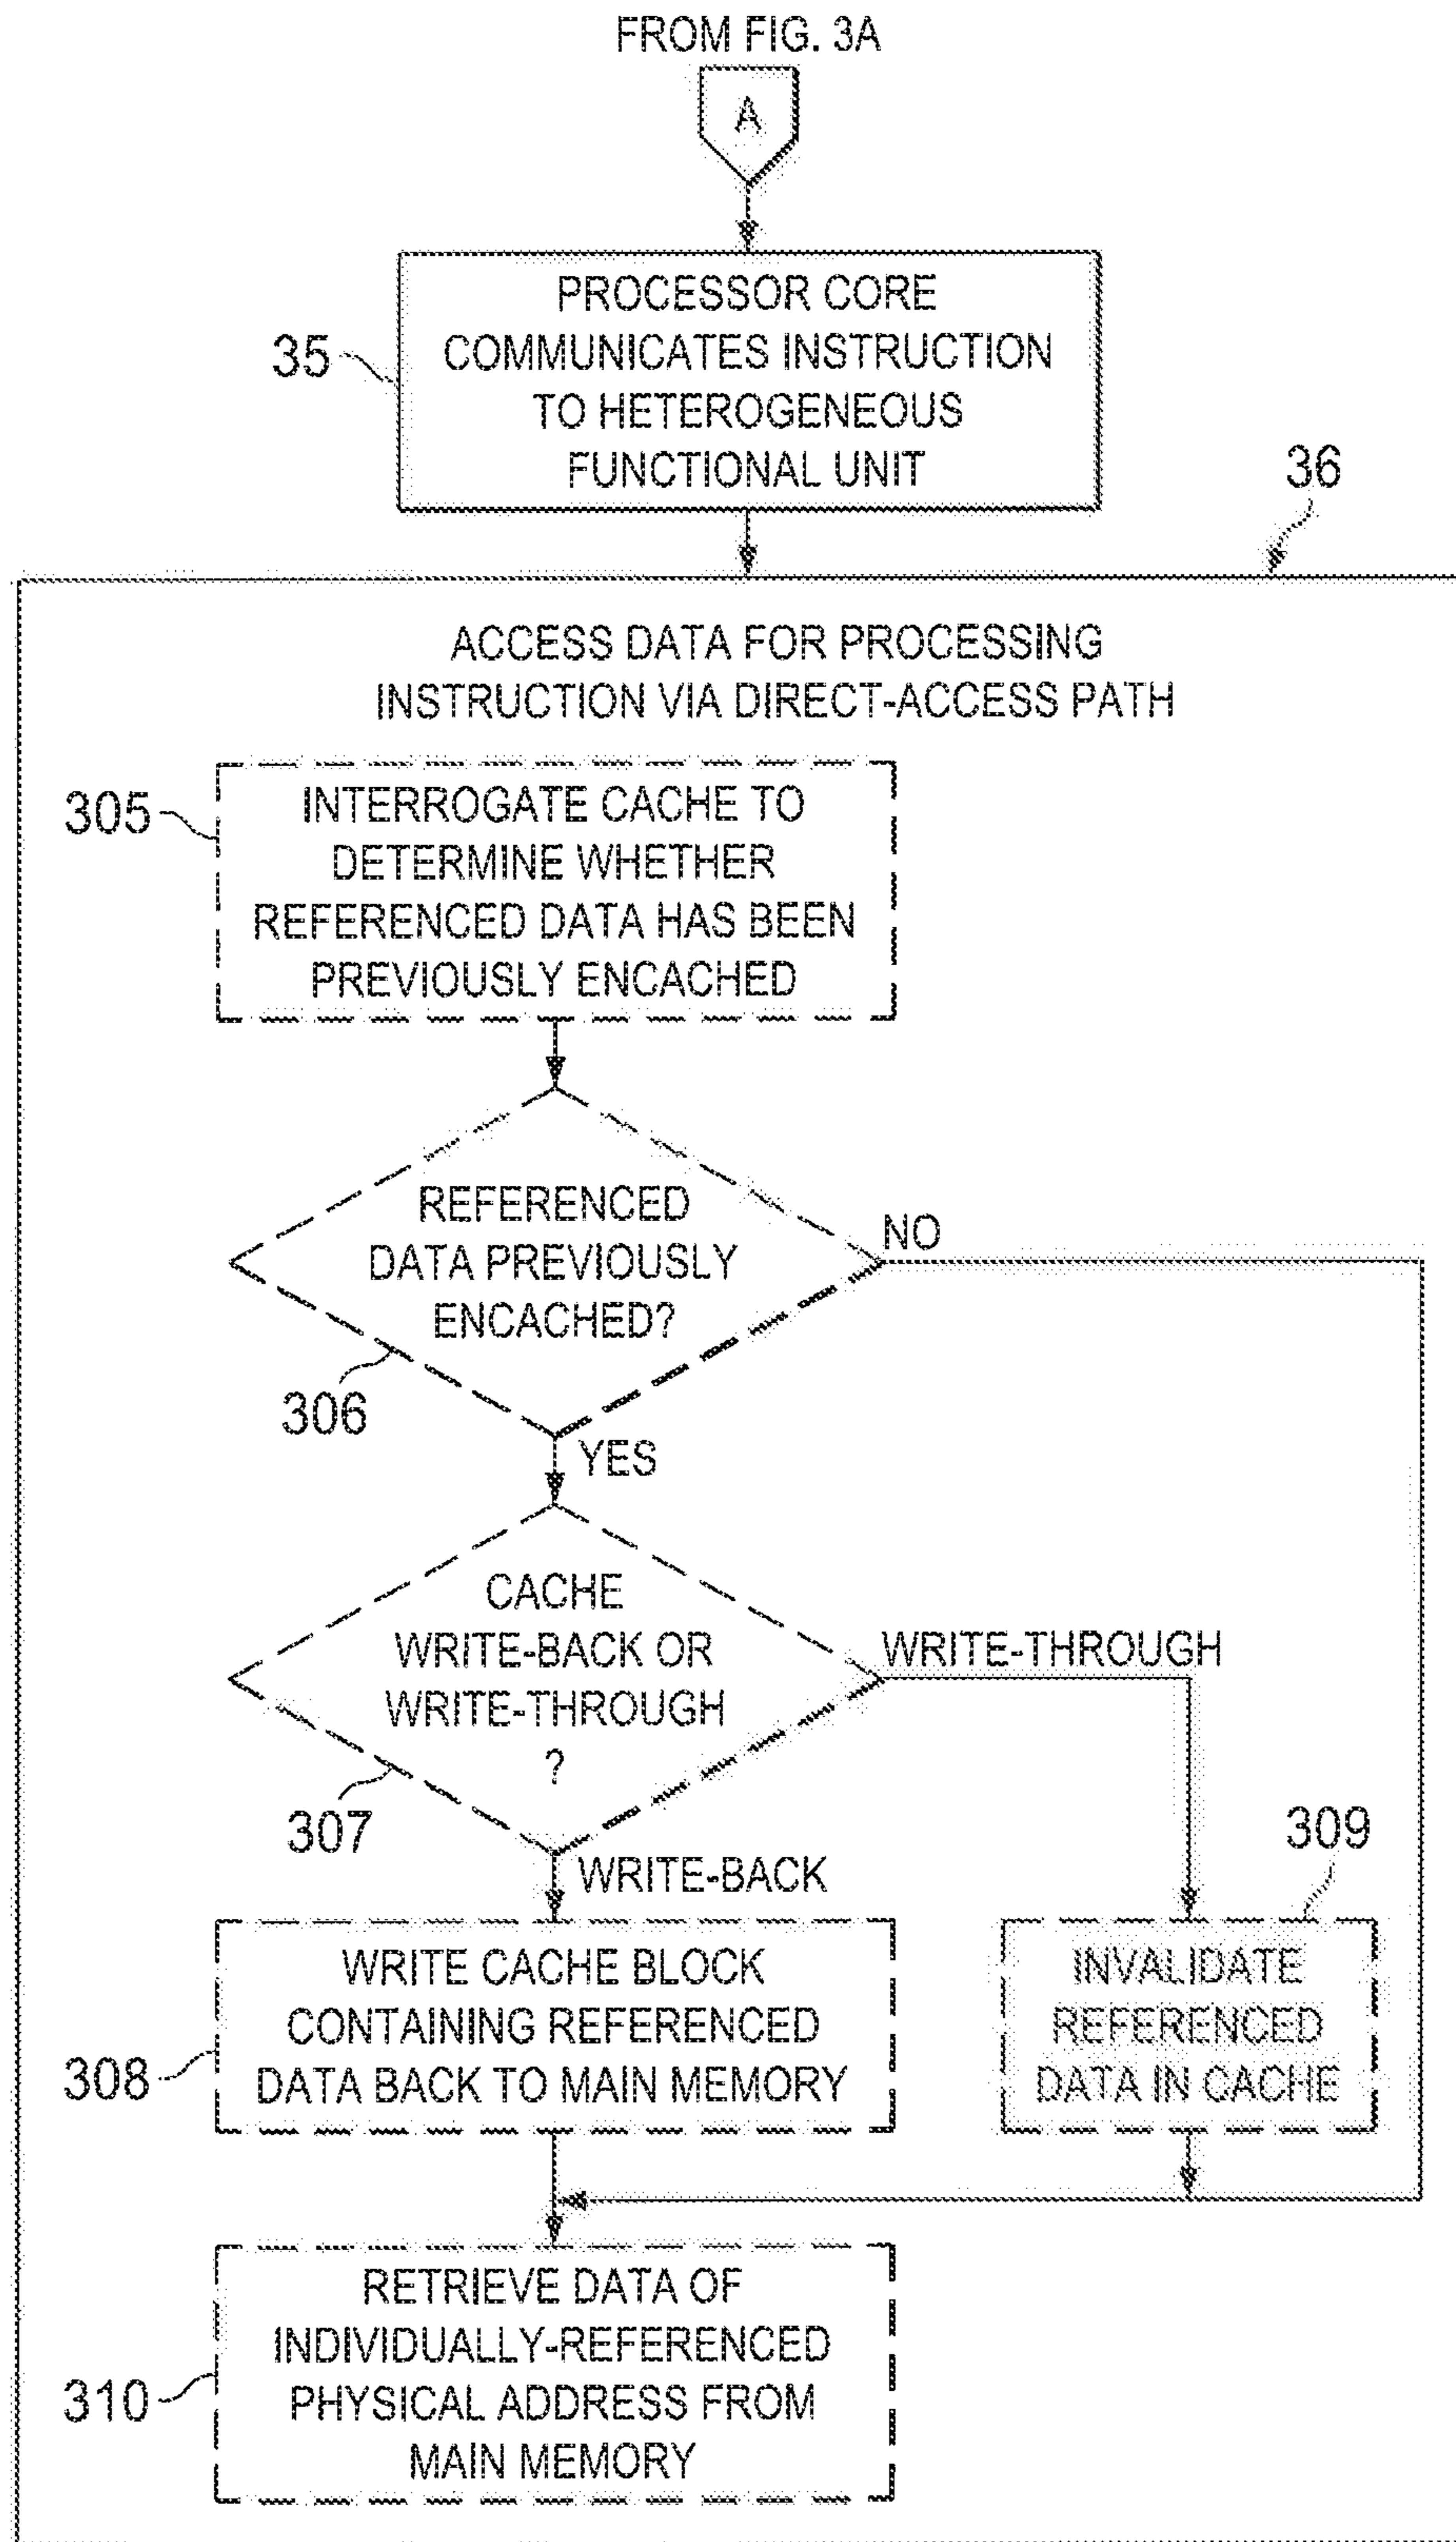 FROM FIG. 3A
A
PROCESSOR CORE
COMMUNICATES INSTRUCTION
TO HETEROGENEOUS
FUNCTIONAL UNIT
35
36
ACCESS DATA FOR PROCESSING
INSTRUCTION VIA DIRECT-ACCESS PATH
305
INTERROGATE CACHE TO
DETERMINE WHETHER
REFERENCED DATA HAS BEEN
PREVIOUSLY ENCACHED
REFERENCED
DATA PREVIOUSLY
ENCACHED?
NO
306
YES
CACHE
WRITE-BACK OR
WRITE-THROUGH
?
WRITE-THROUGH
307
WRITE-BACK
309
WRITE CACHE BLOCK
CONTAINING REFERENCED
DATA BACK TO MAIN MEMORY
308
INVALIDATE
REFERENCED
DATA IN CACHE
RETRIEVE DATA OF
INDIVIDUALLY-REFERENCED
PHYSICAL ADDRESS FROM
MAIN MEMORY
310